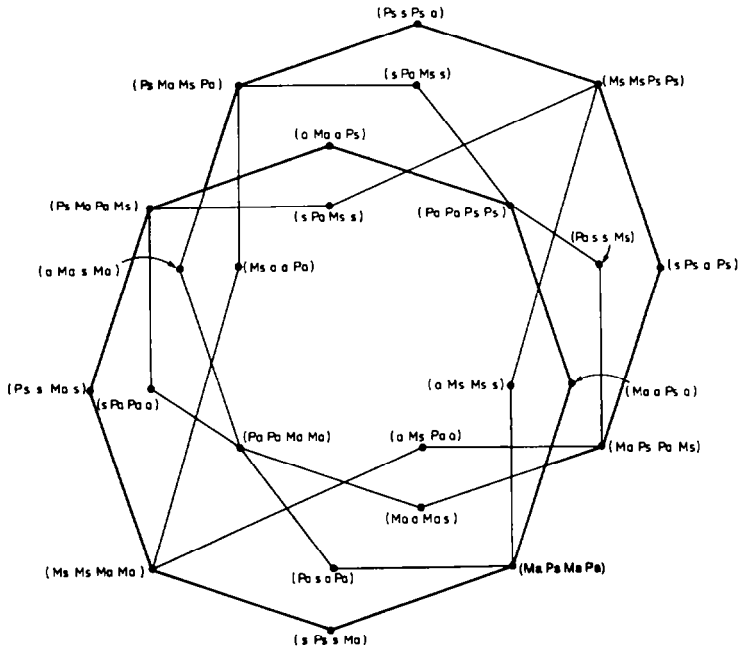 (Ps s Ps a)
(Ps Ma Ms Pa)
(s Pa Ms s)
(Ms Ms Ps Ps)
(a Ma a Ps)
(Ps Ma Pa Ms)
(s Pa Ms s)
(Pa Pa Ps Ps)
(Pa s s Ms)
(a Ma s Ma)
(Ms a a Pa)
(s Ps a Ps)
(Ps s Ma s)
(s Pa Pa a)
(a Ms Ms s)
(Ma a Ps a)
(Pa Pa Ma Ma)
(a Ms Pa a)
(Ma Ps Pa Ms)
(Ma a Ma s)
(Ms Ms Ma Ma)
(Pa s a Pa)
(Ma Ps Ma Pa)
(s Ps s Ma)